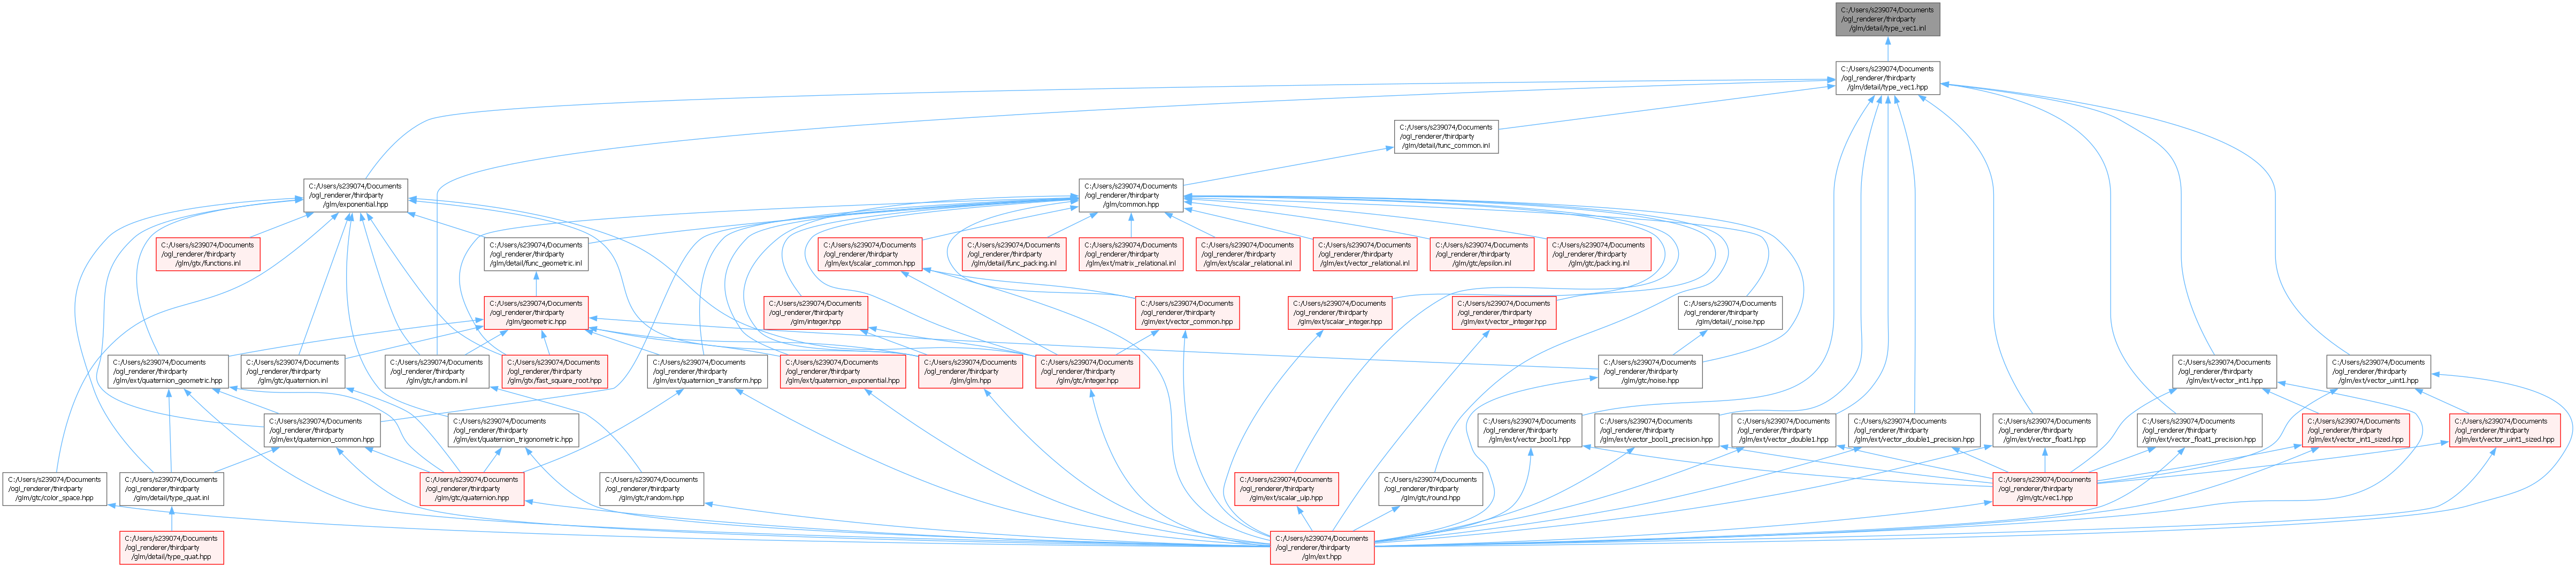 C:/Users/s239074/Documents
/ogl_renderer/thirdparty
/glm/detail/type_vec1.inl
C:/Users/s239074/Documents
/ogl_renderer/thirdparty
/glm/detail/type_vec1.hpp
C:/Users/s239074/Documents
/ogl_renderer/thirdparty
/glm/detail/func_common.inl
C:/Users/s239074/Documents
/ogl_renderer/thirdparty
/glm/exponential.hpp
C:/Users/s239074/Documents
/ogl_renderer/thirdparty
/glm/common.hpp
C:/Users/s239074/Documents
/ogl_renderer/thirdparty
/glm/gtx/functions.inl
C:/Users/s239074/Documents
/ogl_renderer/thirdparty
/glm/detail/func_geometric.inl
C:/Users/s239074/Documents
/ogl_renderer/thirdparty
/glm/ext/scalar_common.hpp
C:/Users/s239074/Documents
/ogl_renderer/thirdparty
/glm/detail/func_packing.inl
C:/Users/s239074/Documents
/ogl_renderer/thirdparty
/glm/ext/matrix_relational.inl
C:/Users/s239074/Documents
/ogl_renderer/thirdparty
/glm/ext/scalar_relational.inl
C:/Users/s239074/Documents
/ogl_renderer/thirdparty
/glm/ext/vector_relational.inl
C:/Users/s239074/Documents
/ogl_renderer/thirdparty
/glm/gtc/epsilon.inl
C:/Users/s239074/Documents
/ogl_renderer/thirdparty
/glm/gtc/packing.inl
C:/Users/s239074/Documents
/ogl_renderer/thirdparty
/glm/geometric.hpp
C:/Users/s239074/Documents
/ogl_renderer/thirdparty
/glm/integer.hpp
C:/Users/s239074/Documents
/ogl_renderer/thirdparty
/glm/ext/vector_common.hpp
C:/Users/s239074/Documents
/ogl_renderer/thirdparty
/glm/ext/scalar_integer.hpp
C:/Users/s239074/Documents
/ogl_renderer/thirdparty
/glm/ext/vector_integer.hpp
C:/Users/s239074/Documents
/ogl_renderer/thirdparty
/glm/detail/_noise.hpp
C:/Users/s239074/Documents
/ogl_renderer/thirdparty
/glm/ext/quaternion_geometric.hpp
C:/Users/s239074/Documents
/ogl_renderer/thirdparty
/glm/gtc/quaternion.inl
C:/Users/s239074/Documents
/ogl_renderer/thirdparty
/glm/gtc/random.inl
C:/Users/s239074/Documents
/ogl_renderer/thirdparty
/glm/gtx/fast_square_root.hpp
C:/Users/s239074/Documents
/ogl_renderer/thirdparty
/glm/ext/quaternion_transform.hpp
C:/Users/s239074/Documents
/ogl_renderer/thirdparty
/glm/ext/quaternion_exponential.hpp
C:/Users/s239074/Documents
/ogl_renderer/thirdparty
/glm/glm.hpp
C:/Users/s239074/Documents
/ogl_renderer/thirdparty
/glm/gtc/integer.hpp
C:/Users/s239074/Documents
/ogl_renderer/thirdparty
/glm/gtc/noise.hpp
C:/Users/s239074/Documents
/ogl_renderer/thirdparty
/glm/ext/vector_int1.hpp
C:/Users/s239074/Documents
/ogl_renderer/thirdparty
/glm/ext/vector_uint1.hpp
C:/Users/s239074/Documents
/ogl_renderer/thirdparty
/glm/ext/quaternion_common.hpp
C:/Users/s239074/Documents
/ogl_renderer/thirdparty
/glm/ext/quaternion_trigonometric.hpp
C:/Users/s239074/Documents
/ogl_renderer/thirdparty
/glm/ext/vector_bool1.hpp
C:/Users/s239074/Documents
/ogl_renderer/thirdparty
/glm/ext/vector_bool1_precision.hpp
C:/Users/s239074/Documents
/ogl_renderer/thirdparty
/glm/ext/vector_double1.hpp
C:/Users/s239074/Documents
/ogl_renderer/thirdparty
/glm/ext/vector_double1_precision.hpp
C:/Users/s239074/Documents
/ogl_renderer/thirdparty
/glm/ext/vector_float1.hpp
C:/Users/s239074/Documents
/ogl_renderer/thirdparty
/glm/ext/vector_float1_precision.hpp
C:/Users/s239074/Documents
/ogl_renderer/thirdparty
/glm/ext/vector_int1_sized.hpp
C:/Users/s239074/Documents
/ogl_renderer/thirdparty
/glm/ext/vector_uint1_sized.hpp
C:/Users/s239074/Documents
/ogl_renderer/thirdparty
/glm/gtc/color_space.hpp
C:/Users/s239074/Documents
/ogl_renderer/thirdparty
/glm/detail/type_quat.inl
C:/Users/s239074/Documents
/ogl_renderer/thirdparty
/glm/gtc/quaternion.hpp
C:/Users/s239074/Documents
/ogl_renderer/thirdparty
/glm/gtc/random.hpp
C:/Users/s239074/Documents
/ogl_renderer/thirdparty
/glm/ext/scalar_ulp.hpp
C:/Users/s239074/Documents
/ogl_renderer/thirdparty
/glm/gtc/round.hpp
C:/Users/s239074/Documents
/ogl_renderer/thirdparty
/glm/gtc/vec1.hpp
C:/Users/s239074/Documents
/ogl_renderer/thirdparty
/glm/detail/type_quat.hpp
C:/Users/s239074/Documents
/ogl_renderer/thirdparty
/glm/ext.hpp